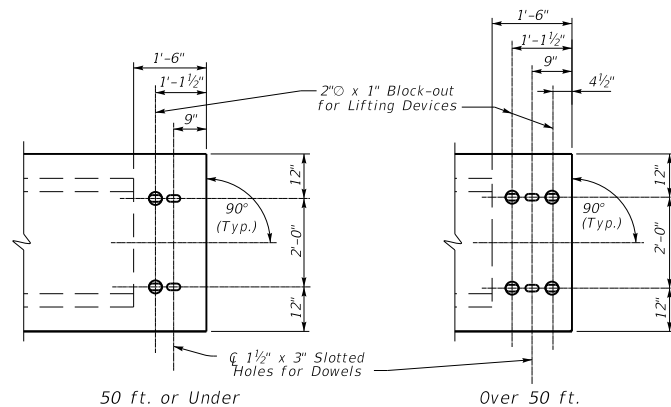 1'-6"
1'-1½"
9"
2"∅ x 1" Block-out
for Lifting Devices
1'-6"
1'-1½"
9"
4½"
12"
90°
(Typ.)
2'-0"
12"
12"
90°
(Typ.)
2'-0"
12"
℄ 1½" x 3" Slotted
Holes for Dowels
50 ft. or Under
Over 50 ft.